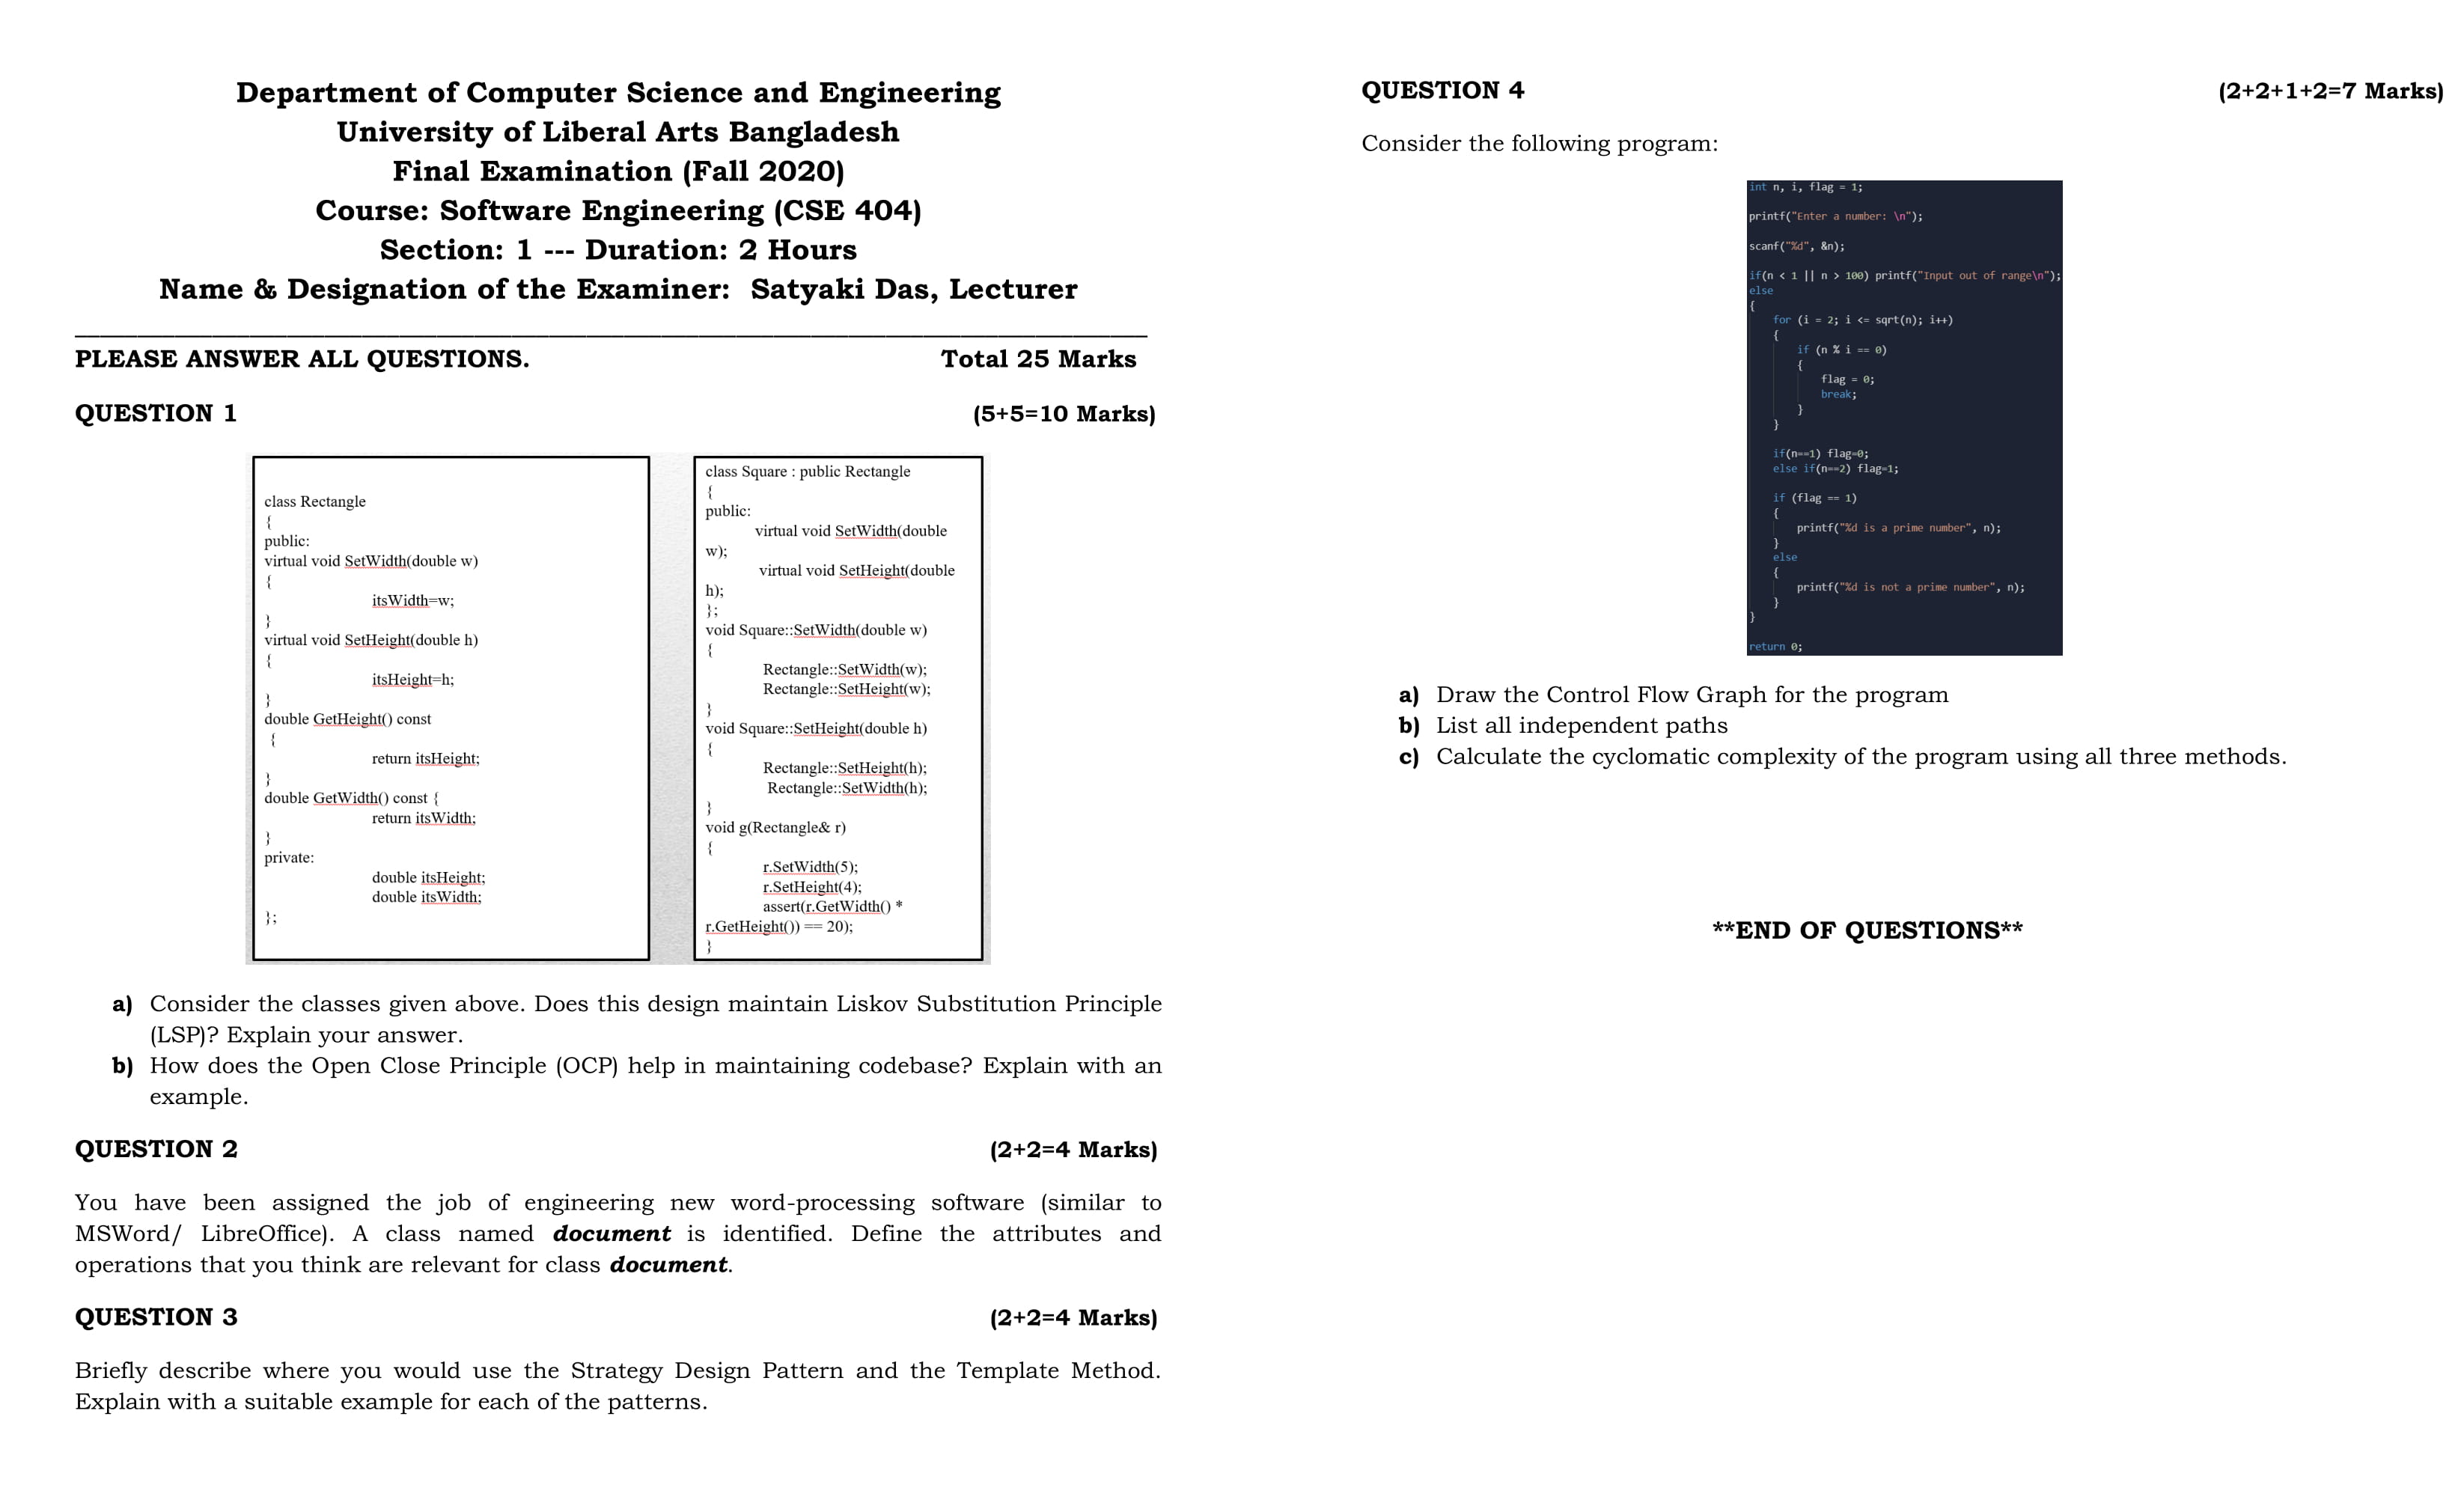 Department of Computer Science and Engineering
University of Liberal Arts Bangladesh
Final Examination (Fall 2020)
Course: Software Engineering (CSE 404)
Section: 1 --- Duration: 2 Hours
Name & Designation of the Examiner:  Satyaki Das, Lecturer
PLEASE ANSWER ALL QUESTIONS. Total 25 Marks
QUESTION 1 (5+5=10 Marks)
class Rectangle
{
public:
virtual void SetWidth(double w)
{
itsWidth=w;
}
virtual void SetHeight(double h)
{
itsHeight=h;
}
double GetHeight() const
{
return itsHeight;
}
double GetWidth() const {
return itsWidth;
}
private:
double itsHeight;
double itsWidth;
};
class Square : public Rectangle
{
public:
virtual void SetWidth(double
w);
virtual void SetHeight(double
h);
};
void Square::SetWidth(double w)
{
Rectangle::SetWidth(w);
Rectangle::SetHeight(w);
}
void Square::SetHeight(double h)
{
Rectangle::SetHeight(h);
Rectangle::SetWidth(h);
}
void g(Rectangle& r)
{
r.SetWidth(5);
r.SetHeight(4);
assert(r.GetWidth() *
r.GetHeight()) == 20);
}
a) Consider the classes given above. Does this design maintain Liskov Substitution Principle
(LSP)? Explain your answer.
b) How does the Open Close Principle (OCP) help in maintaining codebase? Explain with an
example.
QUESTION 2 (2+2=4 Marks)
You have been assigned the job of engineering new word-processing software (similar to
MSWord/ LibreOffice). A class named document is identified. Define the attributes and
operations that you think are relevant for class document.
QUESTION 3 (2+2=4 Marks)
Briefly describe where you would use the Strategy Design Pattern and the Template Method.
Explain with a suitable example for each of the patterns.
QUESTION 4 (2+2+1+2=7 Marks)
Consider the following program:
int n, i, flag = 1;
printf("Enter a number: \n");
scanf("%d", &n);
if(n < 1 || n > 100) printf("Input out of range\n");
else
{
for (i = 2; i <= sqrt(n); i++)
{
if (n % i == 0)
{
flag = 0;
break;
}
}
if(n==1) flag=0;
else if(n==2) flag=1;
if (flag == 1)
{
printf("%d is a prime number", n);
}
else
{
printf("%d is not a prime number", n);
}
}
return 0;
a) Draw the Control Flow Graph for the program
b) List all independent paths
c) Calculate the cyclomatic complexity of the program using all three methods.
**END OF QUESTIONS**